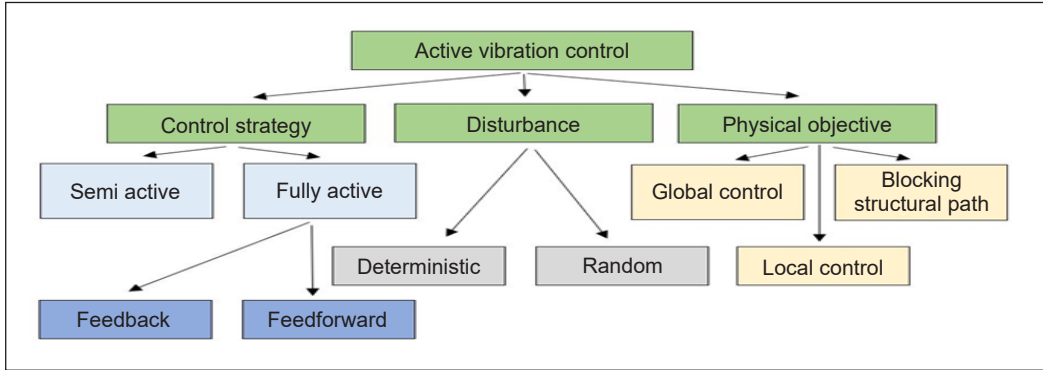 Active vibration control
Control strategy
Disturbance
Physical objective
Semi active
Fully active
Global control
Blocking
structural path
Deterministic
Random
Local control
Feedback
Feedforward